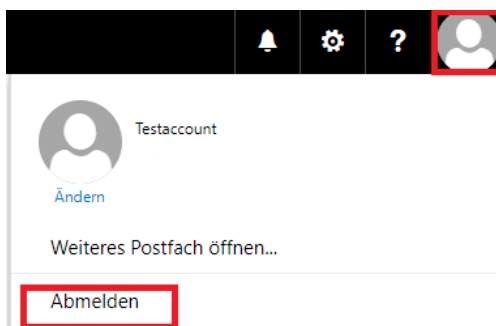 ?
Testaccount
Ändern
Weiteres Postfach öffnen...
Abmelden